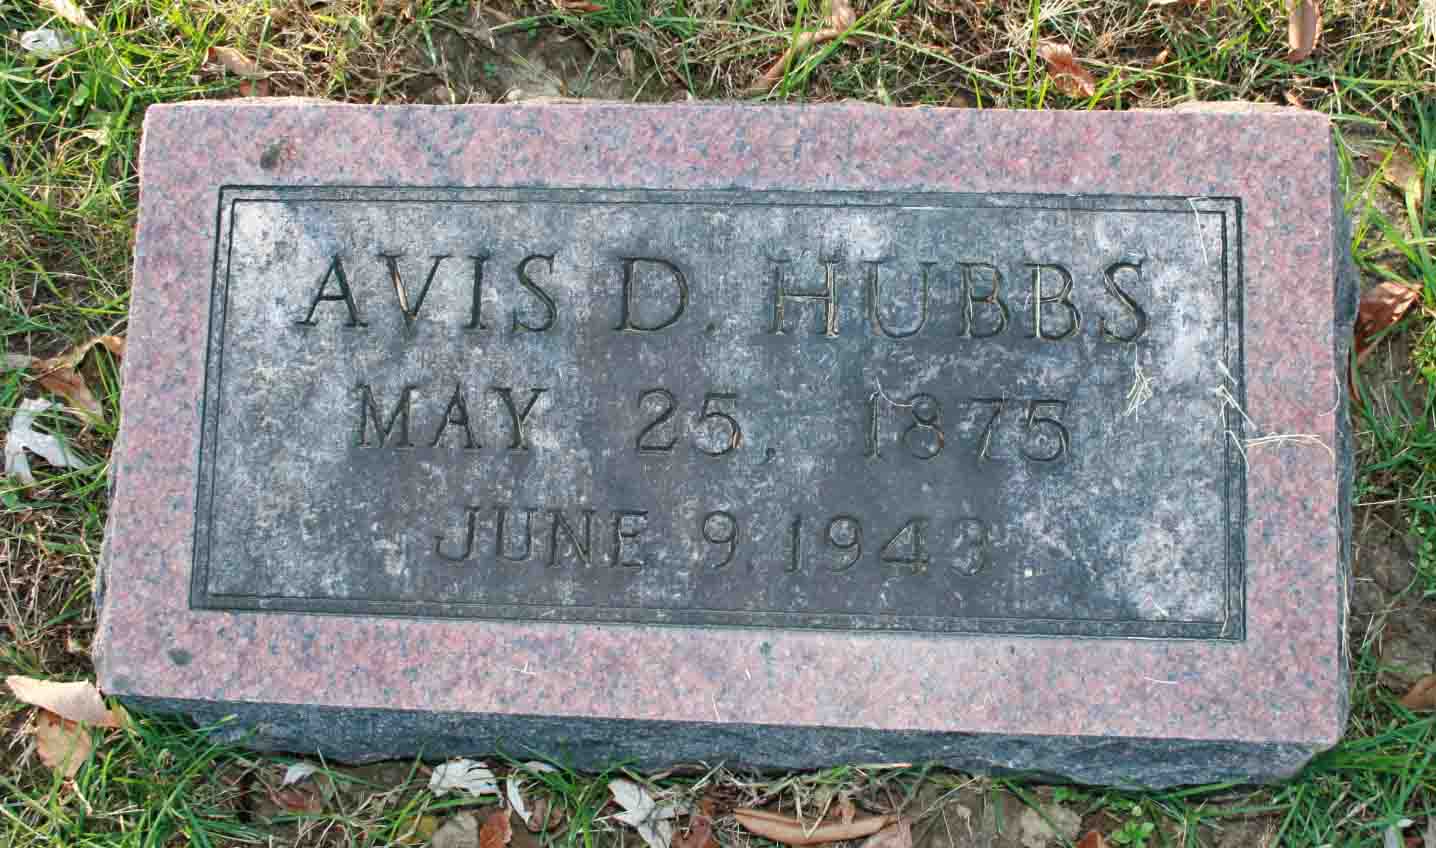 AVIS D. HUBBS
MAY 25, 1875
JUNE 9, 1943